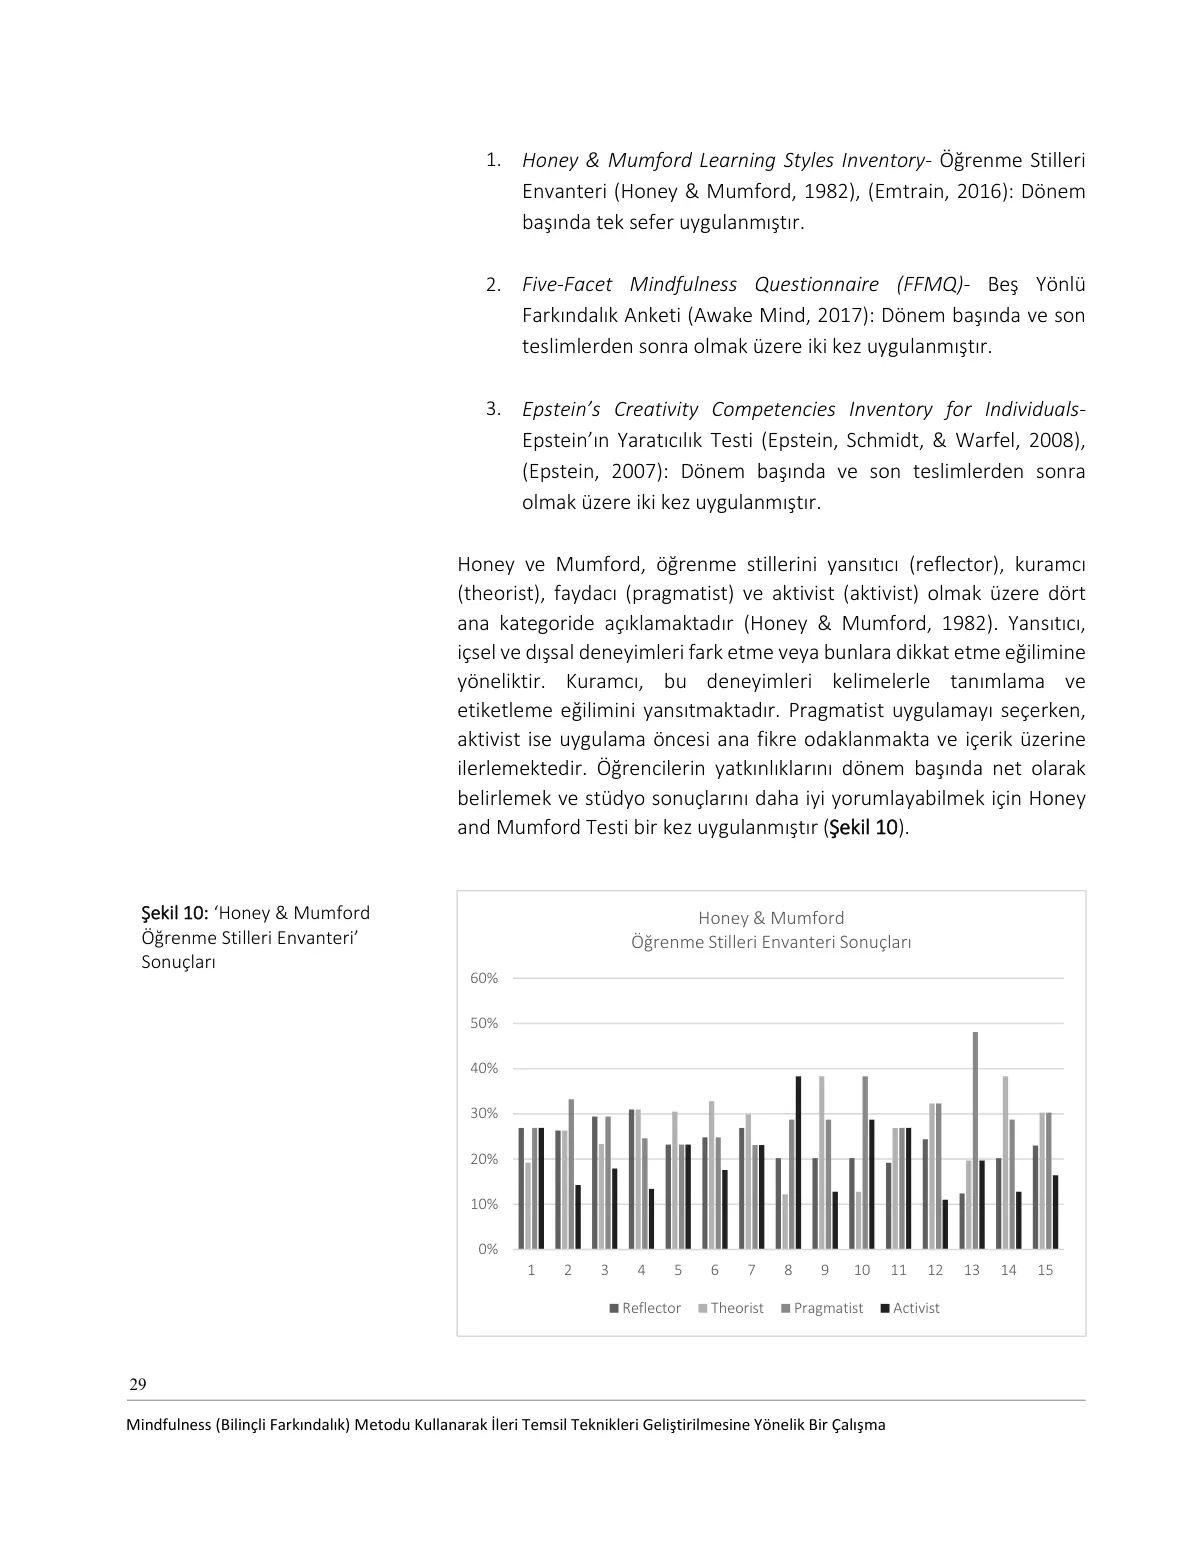 1. Honey & Mumford Learning Styles Inventory- Öğrenme Stilleri
Envanteri (Honey & Mumford, 1982), (Emtrain, 2016): Dönem
başında tek sefer uygulanmıştır.
2. Five-Facet Mindfulness Questionnaire (FFMQ)- Beş Yönlü
Farkındalık Anketi (Awake Mind, 2017): Dönem başında ve son
teslimlerden sonra olmak üzere iki kez uygulanmıştır.
3. Epstein’s Creativity Competencies Inventory for Individuals-
Epstein’ın Yaratıcılık Testi (Epstein, Schmidt, & Warfel, 2008),
(Epstein, 2007): Dönem başında ve son teslimlerden sonra
olmak üzere iki kez uygulanmıştır.
Honey ve Mumford, öğrenme stillerini yansıtıcı (reflector), kuramcı
(theorist), faydacı (pragmatist) ve aktivist (aktivist) olmak üzere dört
ana kategoride açıklamaktadır (Honey & Mumford, 1982). Yansıtıcı,
içsel ve dışsal deneyimleri fark etme veya bunlara dikkat etme eğilimine
yöneliktir. Kuramcı, bu deneyimleri kelimelerle tanımlama ve
etiketleme eğilimini yansıtmaktadır. Pragmatist uygulamayı seçerken,
aktivist ise uygulama öncesi ana fikre odaklanmakta ve içerik üzerine
ilerlemektedir. Öğrencilerin yatkınlıklarını dönem başında net olarak
belirlemek ve stüdyo sonuçlarını daha iyi yorumlayabilmek için Honey
and Mumford Testi bir kez uygulanmıştır (Şekil 10).
Şekil 10: ‘Honey & Mumford
Öğrenme Stilleri Envanteri’
Sonuçları
Honey & Mumford
Öğrenme Stilleri Envanteri Sonuçları
60%
50%
40%
30%
20%
10%
0%
1 2 3 4 5 6 7 8 9 10 11 12 13 14 15
Reflector Theorist Pragmatist Activist
29
Mindfulness (Bilinçli Farkındalık) Metodu Kullanarak İleri Temsil Teknikleri Geliştirilmesine Yönelik Bir Çalışma